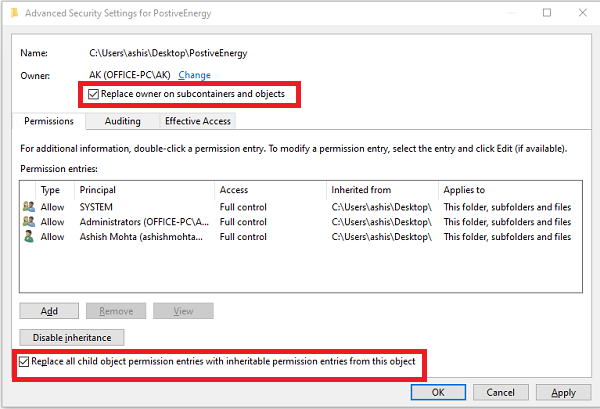 Advanced Security Settings for PostiveEnergy
Name: C:\Users\ashis\Desktop\PostiveEnergy
Owner: AK (OFFICE-PC\AK) Change
Replace owner on subcontainers and objects
Permissions Auditing Effective Access
For additional information, double-click a permission entry. To modify a permission entry, select the entry and click Edit (if available).
Permission entries:
Type Principal Access Inherited from Applies to
Allow SYSTEM Full control C:\Users\ashis\Desktop\ This folder, subfolders and files
Allow Administrators (OFFICE-PC\A... Full control C:\Users\ashis\Desktop\ This folder, subfolders and files
Allow Ashish Mohta (ashishmohta... Full control C:\Users\ashis\Desktop\ This folder, subfolders and files
Add Remove View
Disable inheritance
Replace all child object permission entries with inheritable permission entries from this object
OK Cancel Apply